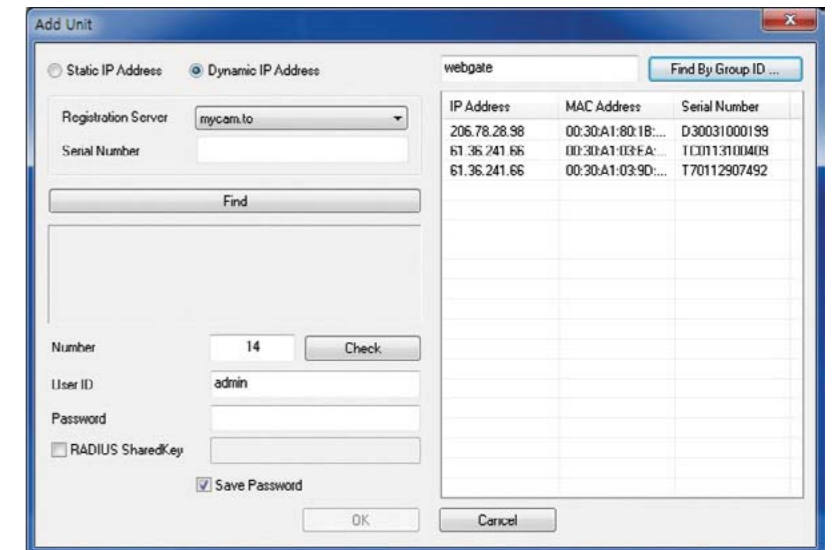 Add Unit
Static IP Address Dynamic IP Address
Registration Server mycam.to
Serial Number
Find
Number 14 Check
User ID admin
Password
RADIUS SharedKey
Save Password
OK
webgate Find By Group ID ...
IP Address MAC Address Serial Number
206.78.28.98 00:30:A1:80:1B:... D30031000199
61.36.241.66 00:30:A1:03:EA:... TC0113100409
61.36.241.66 00:30:A1:03:9D:... T70112907492
Cancel